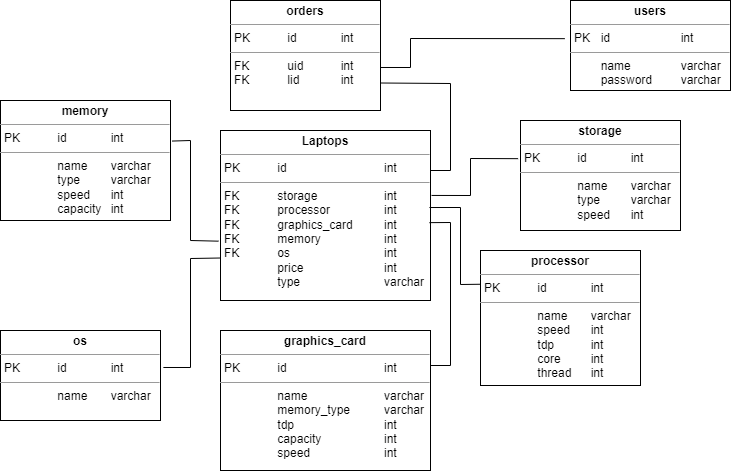 orders
PK id int
FK uid int
FK lid int
users
PK id int
name varchar
password varchar
memory
PK id int
name varchar
type varchar
speed int
capacity int
Laptops
PK id int
FK storage int
FK processor int
FK graphics_card int
FK memory int
FK os int
price int
type varchar
storage
PK id int
name varchar
type varchar
speed int
processor
PK id int
name varchar
speed int
tdp int
core int
thread int
os
PK id int
name varchar
graphics_card
PK id int
name varchar
memory_type varchar
tdp int
capacity int
speed int